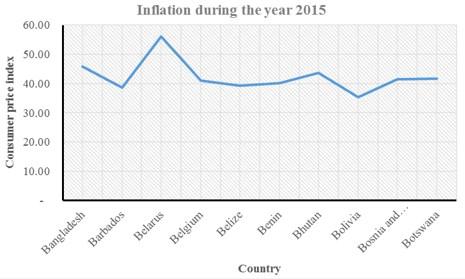 Inflation during the year 2015
Consumer price index
60.00
50.00
40.00
30.00
20.00
10.00
-
Bangladesh
Barbados
Belarus
Belgium
Belize
Benin
Bhutan
Bolivia
Bosnia and…
Botswana
Country